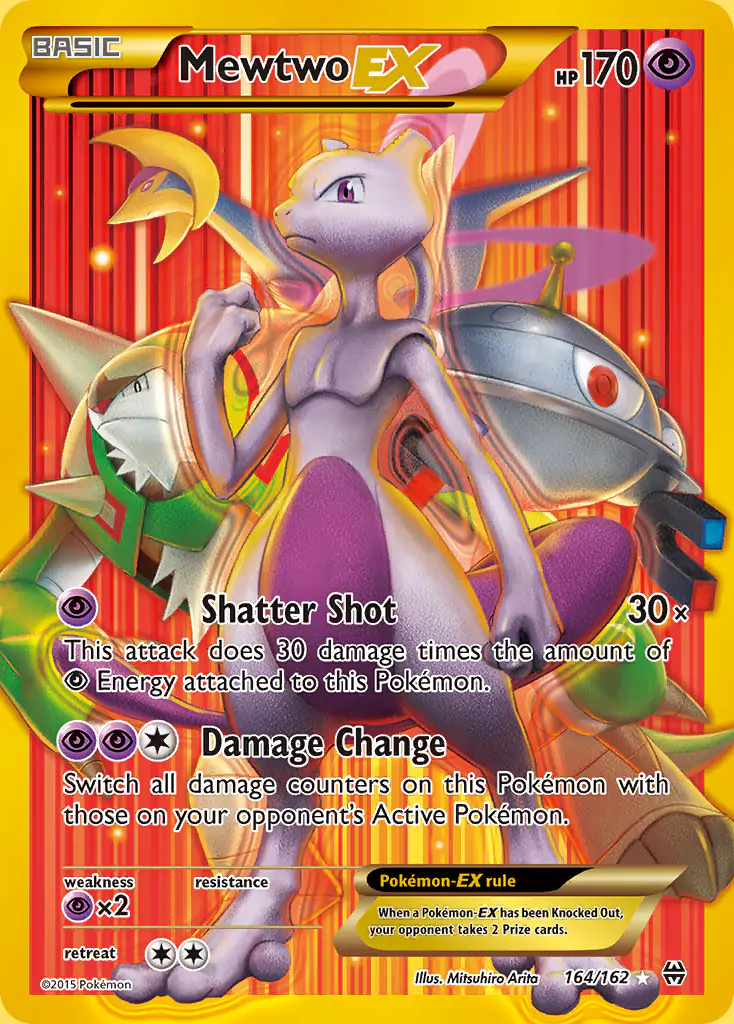 BASIC
Mewtwo EX
HP 170
Shatter Shot 30×
This attack does 30 damage times the amount of
Energy attached to this Pokémon.
Damage Change
Switch all damage counters on this Pokémon with
those on your opponent's Active Pokémon.
weakness resistance
×2
retreat
Pokémon-EX rule
When a Pokémon-EX has been Knocked Out,
your opponent takes 2 Prize cards.
©2015 Pokémon
Illus. Mitsuhiro Arita 164/162